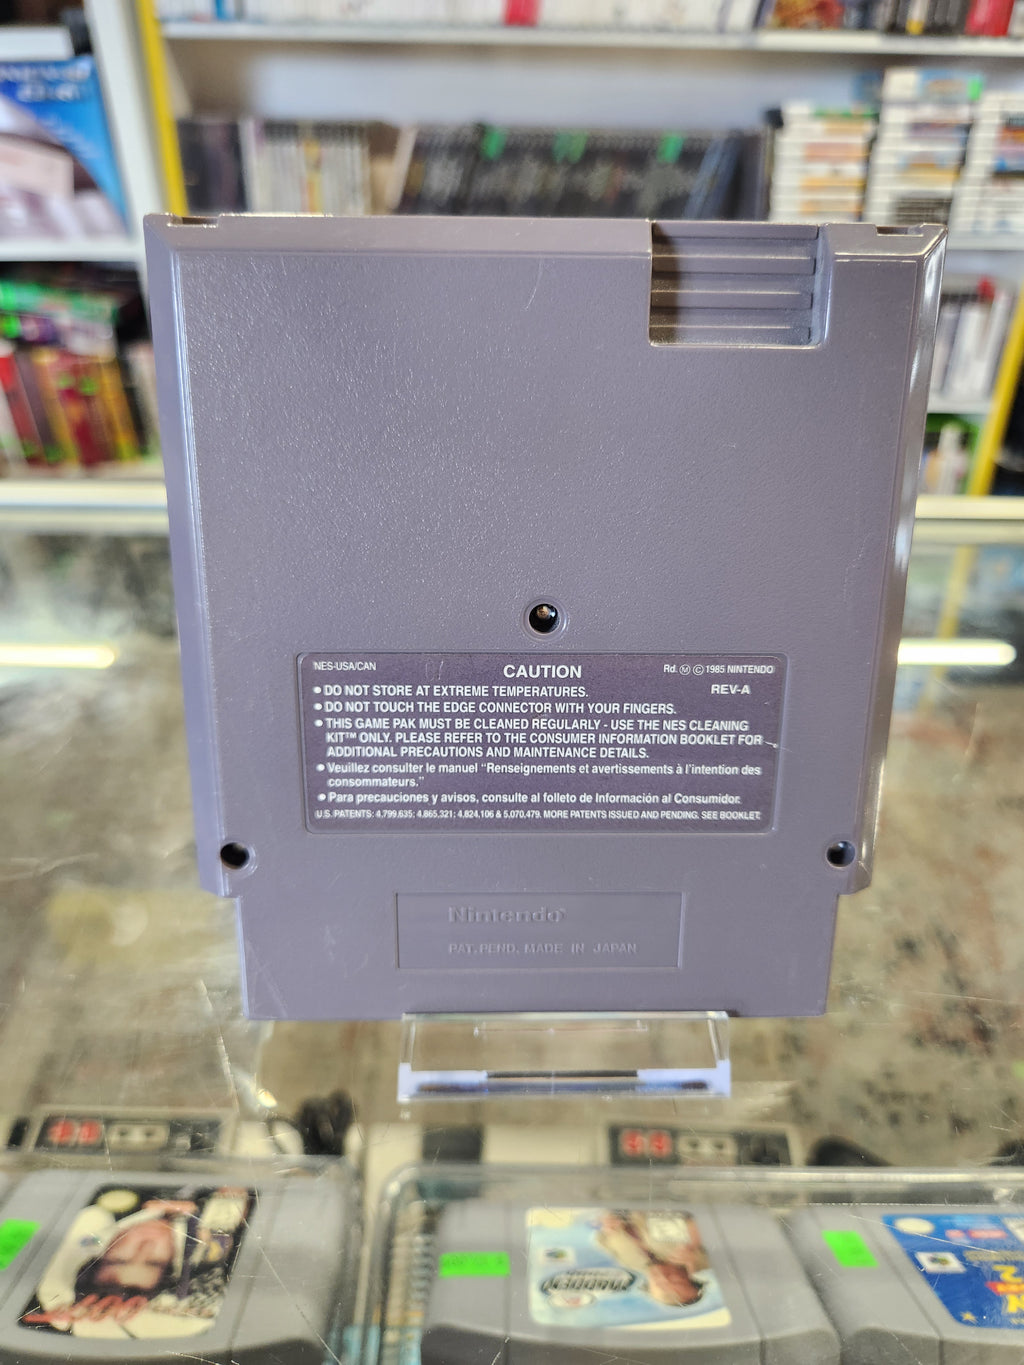 NES-USA/CAN
CAUTION
Rd. Ⓜ © 1985 NINTENDO
REV-A
● DO NOT STORE AT EXTREME TEMPERATURES.
● DO NOT TOUCH THE EDGE CONNECTOR WITH YOUR FINGERS.
● THIS GAME PAK MUST BE CLEANED REGULARLY - USE THE NES CLEANING
KIT™ ONLY. PLEASE REFER TO THE CONSUMER INFORMATION BOOKLET FOR
ADDITIONAL PRECAUTIONS AND MAINTENANCE DETAILS.
● Veuillez consulter le manuel "Renseignements et avertissements à l'intention des
consommateurs."
● Para precauciones y avisos, consulte al folleto de Información al Consumidor.
U.S. PATENTS: 4,799,635; 4,865,321; 4,824,106 & 5,070,479. MORE PATENTS ISSUED AND PENDING. SEE BOOKLET.
Nintendo®
PAT. PEND. MADE IN JAPAN